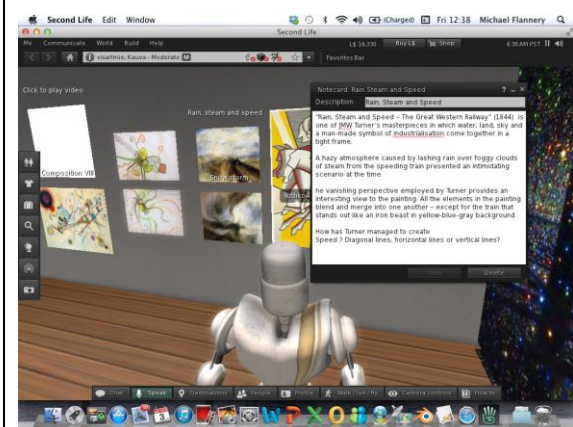 Second Life Edit Window (Charged) Fri 12:38 Michael Flannery
Second Life
Me Communicate World Build Help L$ 14,330 Buy L$ Shop 4:38 AM PST
visartmio, Kauva - Moderate Favorites Bar
Click to play video
Rain, steam and speed
Composition VIII
Snow storm
Notecard: Rain Steam and Speed
Description Rain, Steam and Speed
"Rain, Steam and Speed – The Great Western Railway" (1844) is
one of JMW Turner's masterpieces in which water, land, sky and
a man-made symbol of industrialisation come together in a
tight frame.
A hazy atmosphere caused by lashing rain over foggy clouds
of steam from the speeding train presented an intimidating
scenario at the time.
he vanishing perspective employed by Turner provides an
interesting view to the painting. All the elements in the painting
blend and merge into one another – except for the train that
stands out like an iron beast in yellow-blue-gray background.
How has Turner managed to create
Speed ? Diagonal lines, horizontal lines or vertical lines?
Save Delete
Chat Speak Destinations People Profile Walk / run / fly Camera controls How to